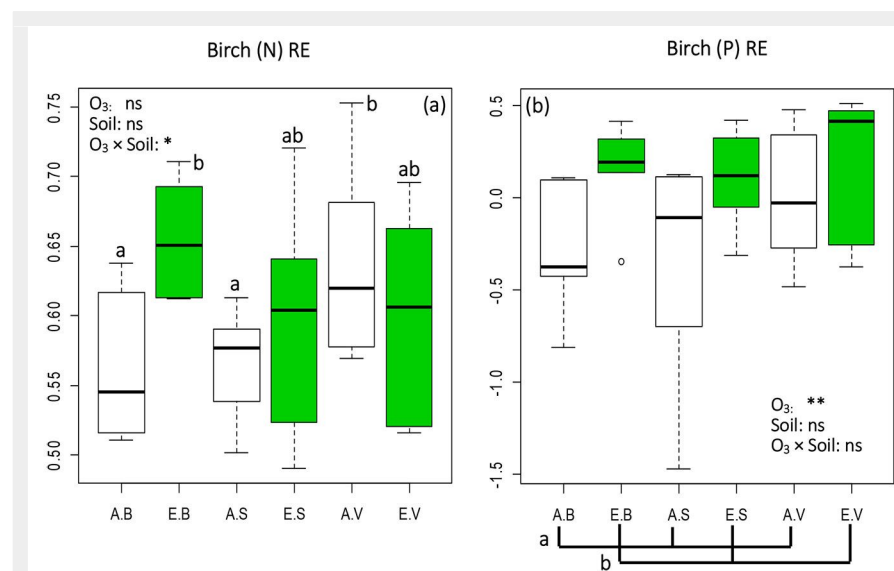 Birch (N) RE
O₃: ns
Soil: ns
O₃ × Soil: *
(a)
a
b
a
ab
b
ab
0.75
0.70
0.65
0.60
0.55
0.50
A.B E.B A.S E.S A.V E.V
Birch (P) RE
(b)
0.5
0.0
-0.5
-1.0
-1.5
O₃: **
Soil: ns
O₃ × Soil: ns
A.B E.B A.S E.S A.V E.V
a
b